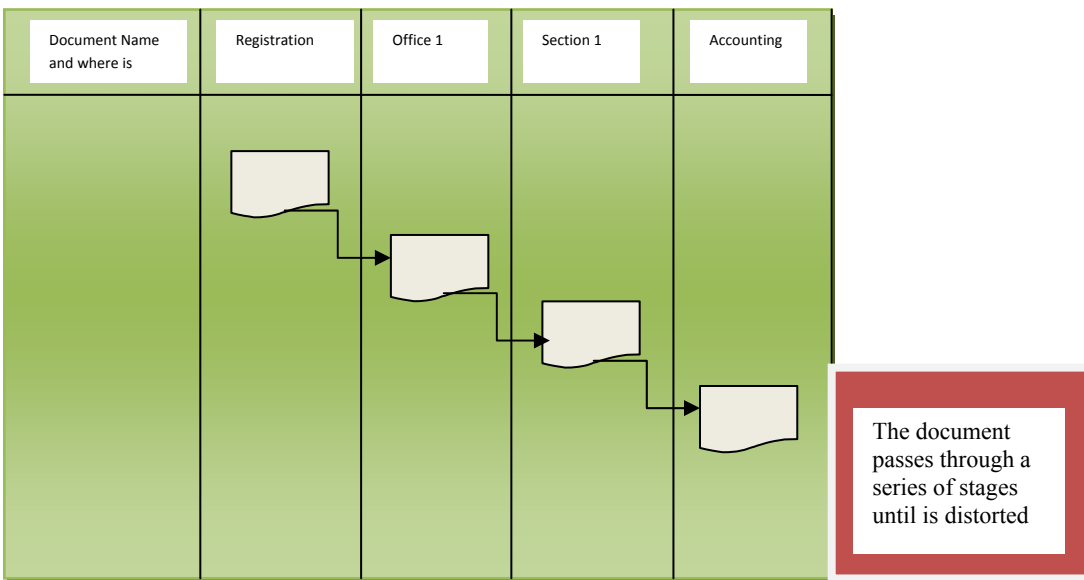 Document Name
and where is
Registration
Office 1
Section 1
Accounting
The document
passes through a
series of stages
until is distorted